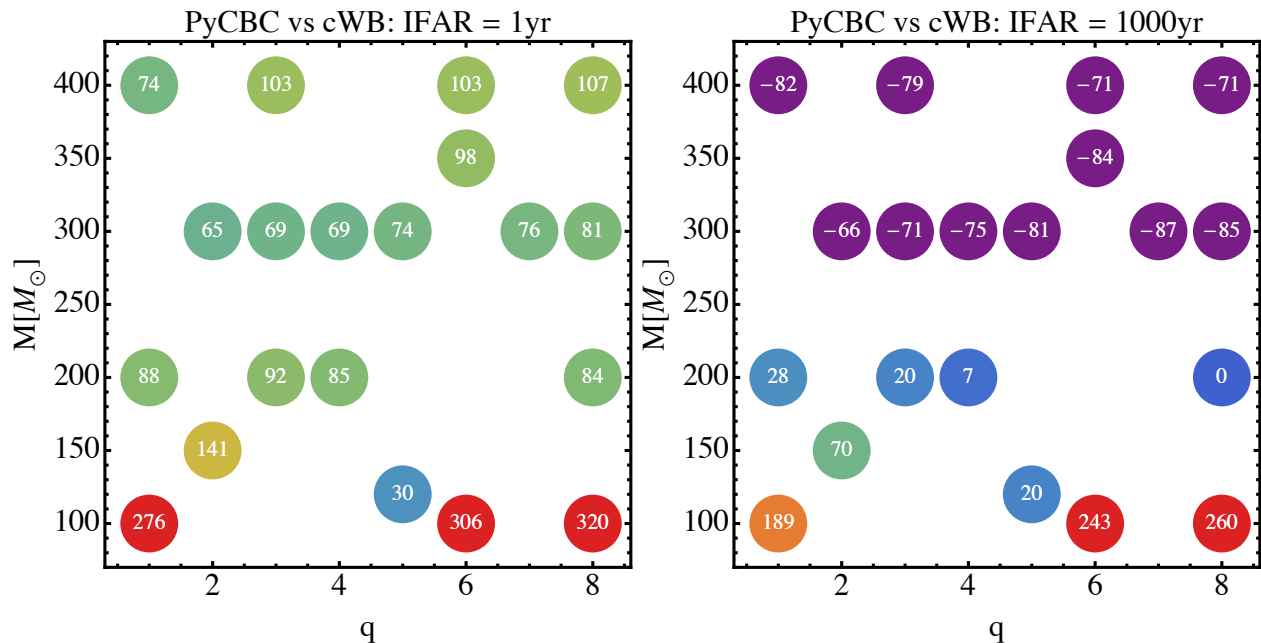 PyCBC vs cWB: IFAR = 1yr
400
350
300
250
200
150
100
M[M⊙]
74 103 103 107
98
65 69 69 74 76 81
88 92 85 84
141
30
276 306 320
2 4 6 8
q
PyCBC vs cWB: IFAR = 1000yr
400
350
300
250
200
150
100
M[M⊙]
−82 −79 −71 −71
−84
−66 −71 −75 −81 −87 −85
28 20 7 0
70
20
189 243 260
2 4 6 8
q